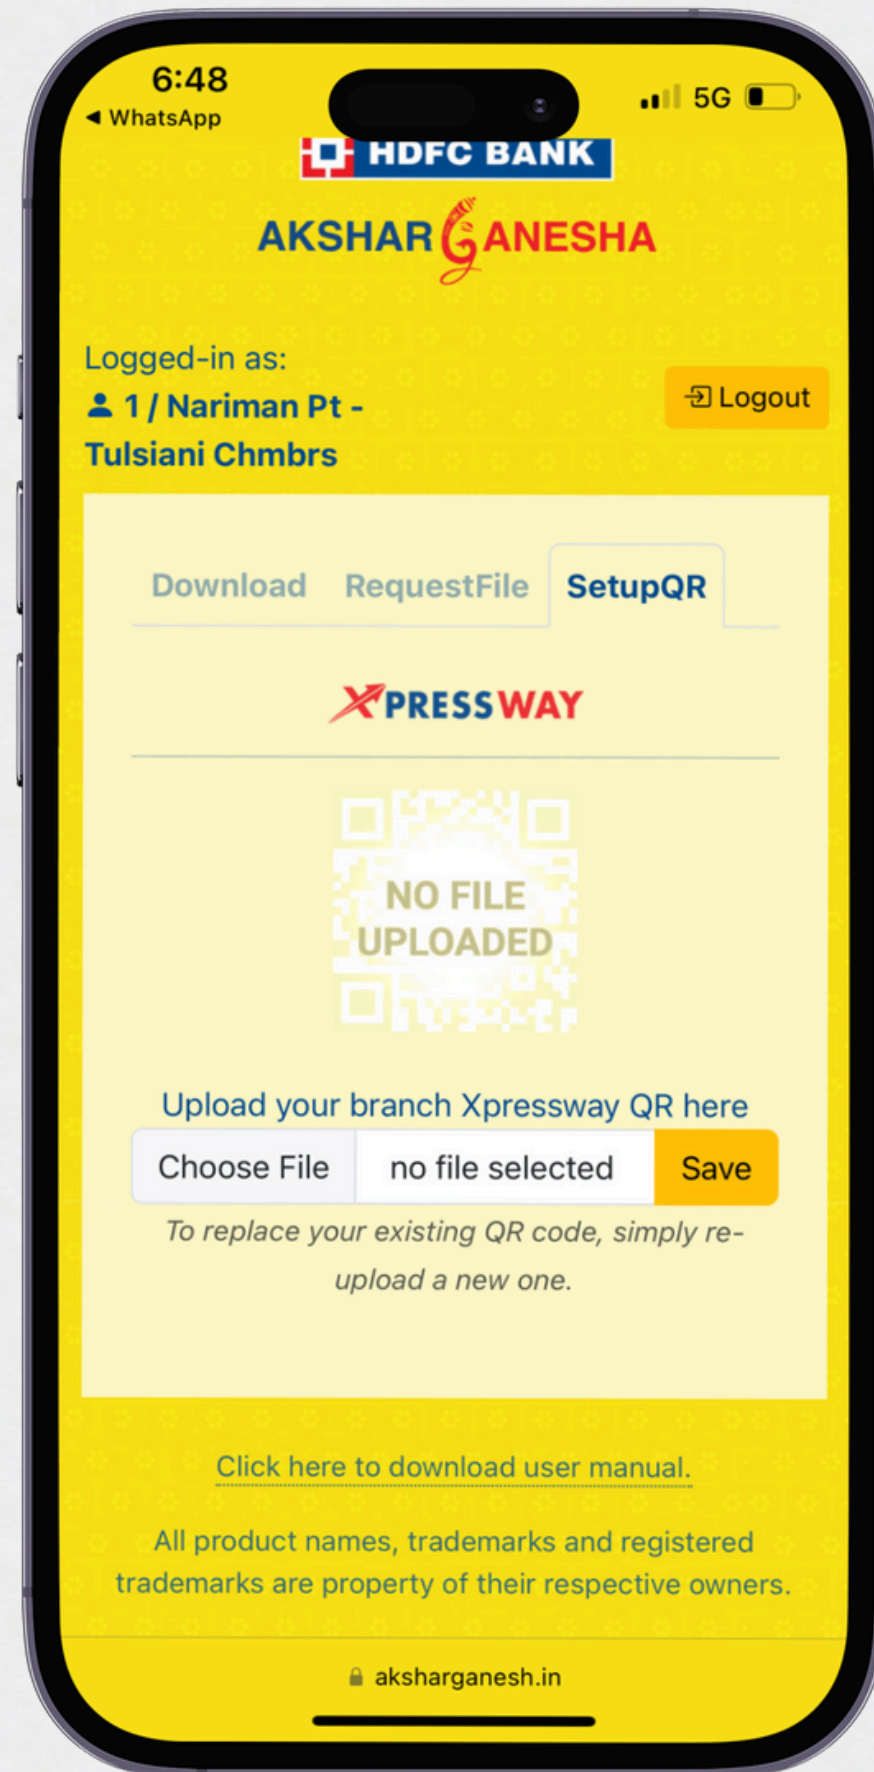 6:48
◀ WhatsApp
5G
HDFC BANK
AKSHAR GANESHA
Logged-in as:
1 / Nariman Pt -
Tulsiani Chmbrs
Logout
Download RequestFile SetupQR
XPRESSWAY
NO FILE
UPLOADED
Upload your branch Xpressway QR here
Choose File no file selected Save
To replace your existing QR code, simply re-
upload a new one.
Click here to download user manual.
All product names, trademarks and registered
trademarks are property of their respective owners.
aksharganesh.in